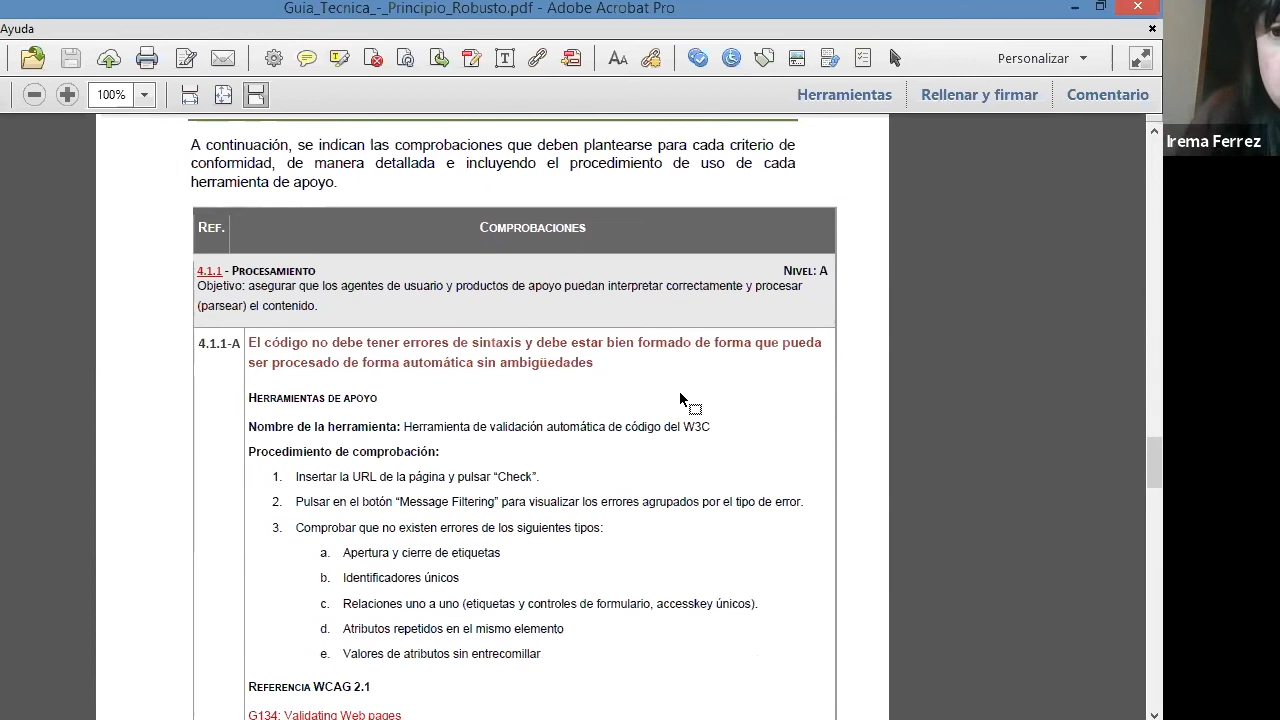 Guia_Tecnica_-_Principio_Robusto.pdf - Adobe Acrobat Pro
Ayuda
Personalizar
100%
Herramientas
Rellenar y firmar
Comentario
Irema Ferrez
A continuación, se indican las comprobaciones que deben plantearse para cada criterio de
conformidad, de manera detallada e incluyendo el procedimiento de uso de cada
herramienta de apoyo.
REF.
COMPROBACIONES
4.1.1 - PROCESAMIENTO
NIVEL: A
Objetivo: asegurar que los agentes de usuario y productos de apoyo puedan interpretar correctamente y procesar
(parsear) el contenido.
4.1.1-A
El código no debe tener errores de sintaxis y debe estar bien formado de forma que pueda
ser procesado de forma automática sin ambigüedades
HERRAMIENTAS DE APOYO
Nombre de la herramienta: Herramienta de validación automática de código del W3C
Procedimiento de comprobación:
1. Insertar la URL de la página y pulsar “Check”.
2. Pulsar en el botón “Message Filtering” para visualizar los errores agrupados por el tipo de error.
3. Comprobar que no existen errores de los siguientes tipos:
a. Apertura y cierre de etiquetas
b. Identificadores únicos
c. Relaciones uno a uno (etiquetas y controles de formulario, accesskey únicos).
d. Atributos repetidos en el mismo elemento
e. Valores de atributos sin entrecomillar
REFERENCIA WCAG 2.1
G134: Validating Web pages